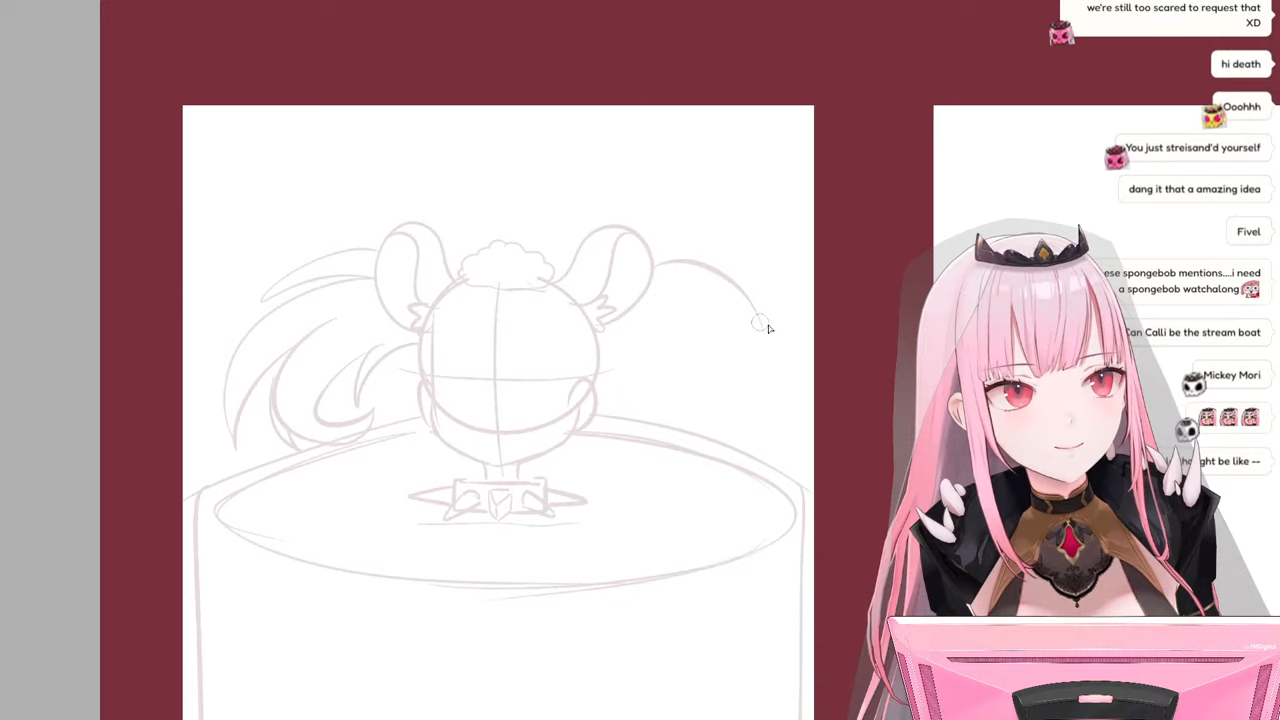 we're still too scared to request that
XD
hi death
Ooohhh
You just streisand'd yourself
dang it that a amazing idea
Fivel
ese spongebob mentions....i need
a spongebob watchalong
Can Calli be the stream boat
Mickey Mori
ght be like --